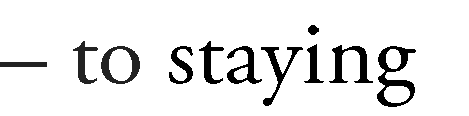 — to staying